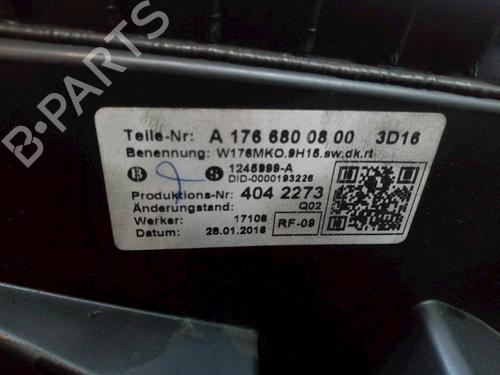 B-PARTS
Teile-Nr: A 176 680 08 00 3D16
Benennung: W176MKO.9H16.sw.dk.rt
B S 1245999-A
DID-0000193226
Produktions-Nr: 404 2273
Änderungsstand: Q02
Werker: 17106 RF-09
Datum: 26.01.2016